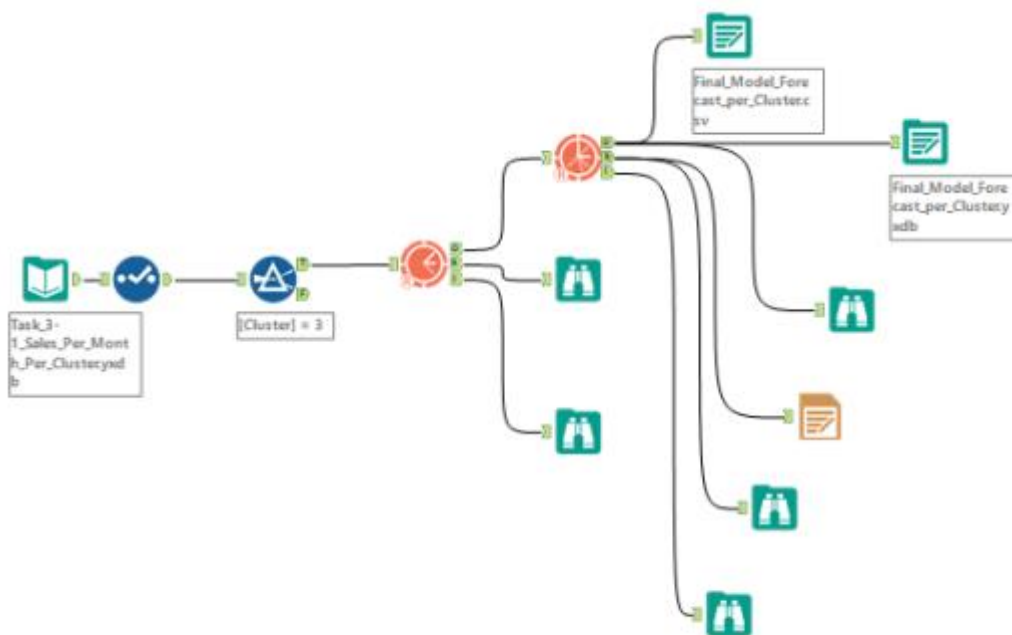 Final_Model_Fore
cast_per_Cluster.c
sv
Final_Model_Fore
cast_per_Cluster.y
xdb
Task_3-
1_Sales_Per_Mont
h_Per_Cluster.yxd
b
[Cluster] = 3
T
F
O
R
I